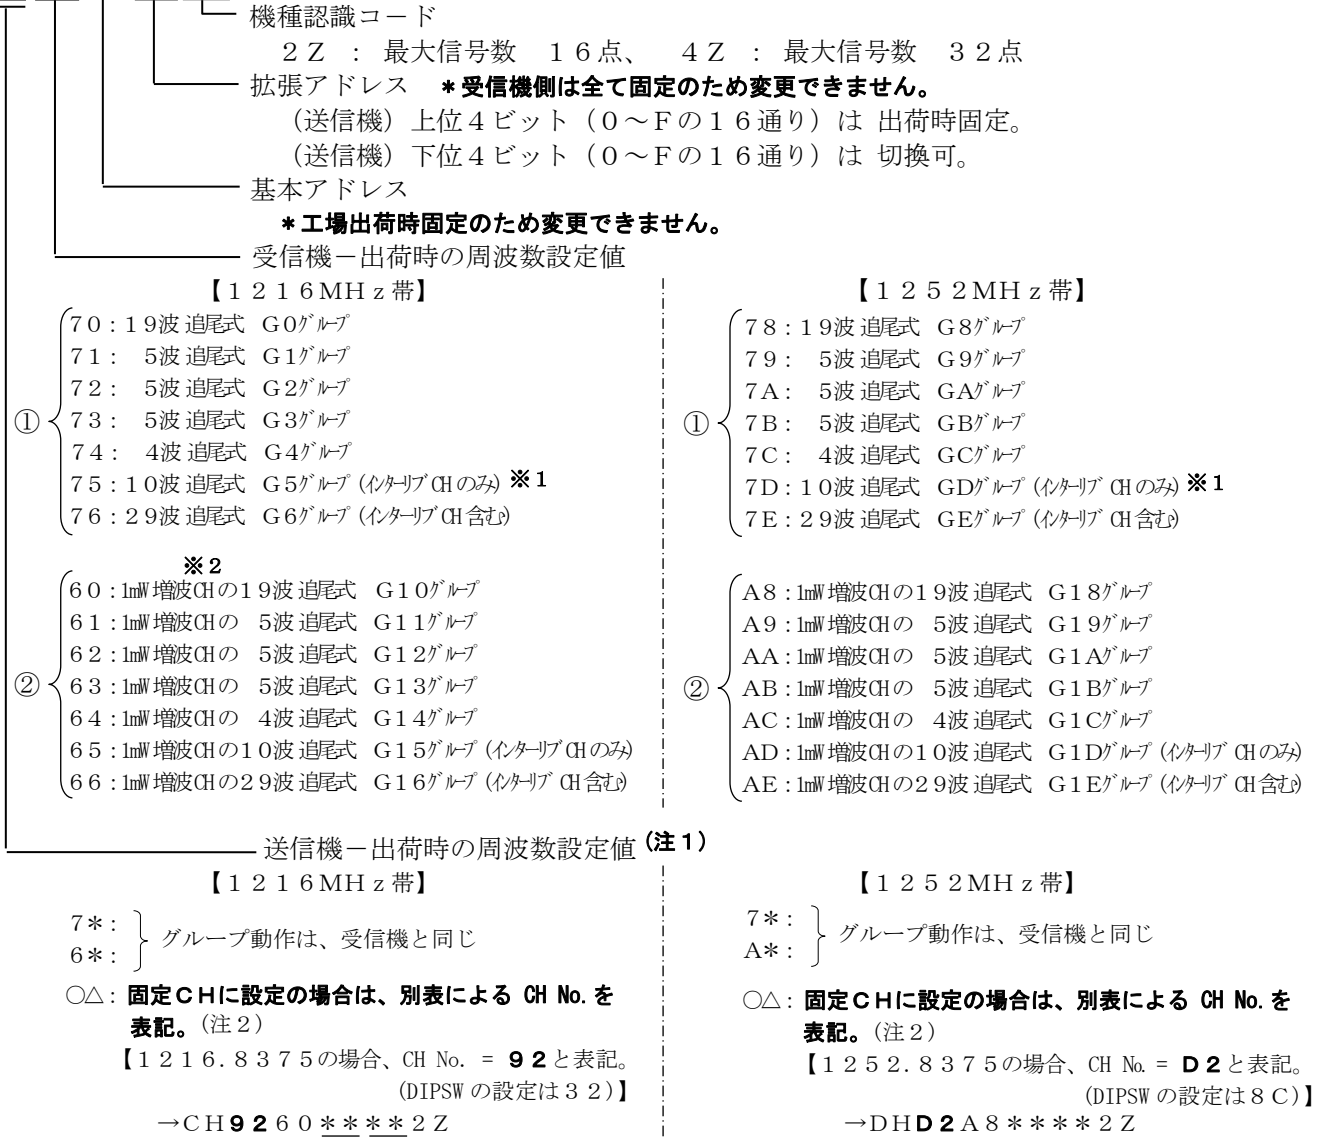 機種認識コード
2Z : 最大信号数 16点、 4Z : 最大信号数 32点
拡張アドレス *受信機側は全て固定のため変更できません。
(送信機)上位4ビット(0~Fの16通り)は 出荷時固定。
(送信機)下位4ビット(0~Fの16通り)は 切換可。
基本アドレス
*工場出荷時固定のため変更できません。
受信機-出荷時の周波数設定値
【1216MHz帯】
① 70:19波追尾式 G0グループ
71: 5波追尾式 G1グループ
72: 5波追尾式 G2グループ
73: 5波追尾式 G3グループ
74: 4波追尾式 G4グループ
75:10波追尾式 G5グループ(インターリブCHのみ)※1
76:29波追尾式 G6グループ(インターリブCH含む)
※2
② 60:1mW増波CHの19波追尾式 G10グループ
61:1mW増波CHの 5波追尾式 G11グループ
62:1mW増波CHの 5波追尾式 G12グループ
63:1mW増波CHの 5波追尾式 G13グループ
64:1mW増波CHの 4波追尾式 G14グループ
65:1mW増波CHの10波追尾式 G15グループ(インターリブCHのみ)
66:1mW増波CHの29波追尾式 G16グループ(インターリブCH含む)
【1252MHz帯】
① 78:19波追尾式 G8グループ
79: 5波追尾式 G9グループ
7A: 5波追尾式 GAグループ
7B: 5波追尾式 GBグループ
7C: 4波追尾式 GCグループ
7D:10波追尾式 GDグループ(インターリブCHのみ)※1
7E:29波追尾式 GEグループ(インターリブCH含む)
② A8:1mW増波CHの19波追尾式 G18グループ
A9:1mW増波CHの 5波追尾式 G19グループ
AA:1mW増波CHの 5波追尾式 G1Aグループ
AB:1mW増波CHの 5波追尾式 G1Bグループ
AC:1mW増波CHの 4波追尾式 G1Cグループ
AD:1mW増波CHの10波追尾式 G1Dグループ(インターリブCHのみ)
AE:1mW増波CHの29波追尾式 G1Eグループ(インターリブCH含む)
送信機-出荷時の周波数設定値(注1)
【1216MHz帯】
7*:
6*:
グループ動作は、受信機と同じ
○△:固定CHに設定の場合は、別表による CH No.を
表記。(注2)
【1216.8375の場合、CH No. = 92と表記。
(DIPSWの設定は32)】
→CH9260****2Z
【1252MHz帯】
7*:
A*:
グループ動作は、受信機と同じ
○△:固定CHに設定の場合は、別表による CH No.を
表記。(注2)
【1252.8375の場合、CH No. = D2と表記。
(DIPSWの設定は8C)】
→DHD2A8****2Z